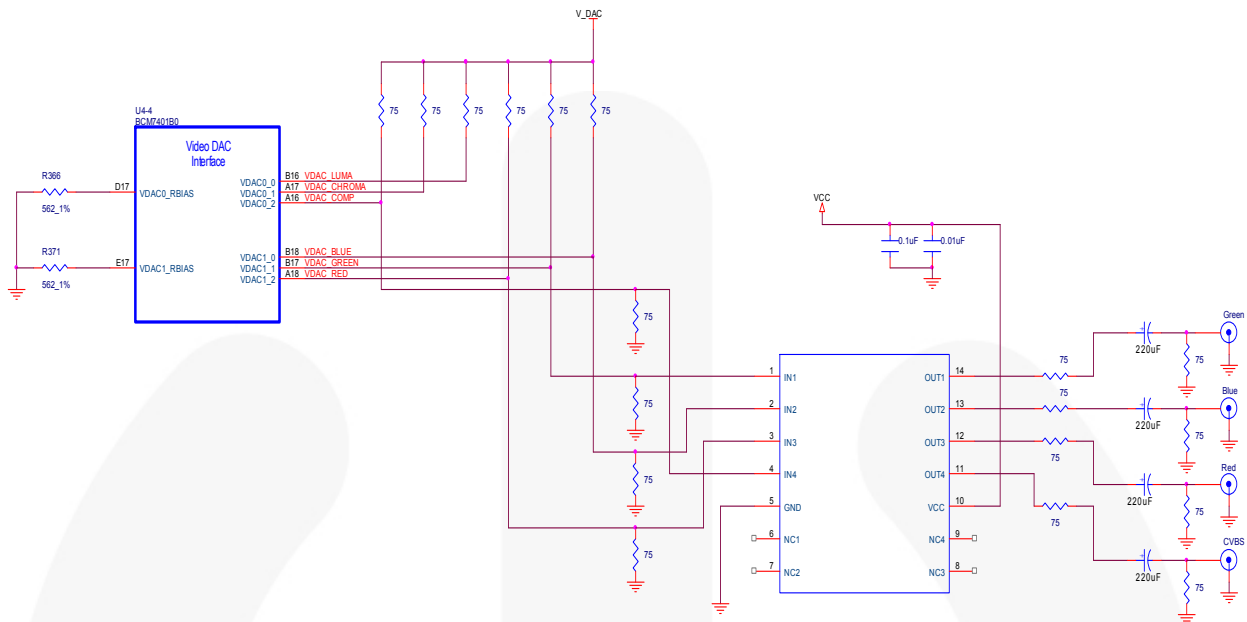 V_DAC
75 75 75 75 75 75
U4-4
BCM7401B0
Video DAC
Interface
R366
562_1%
D17 VDAC0_RBIAS
VDAC0_0 B16 VDAC_LUMA
VDAC0_1 A17 VDAC_CHROMA
VDAC0_2 A16 VDAC_COMP
R371
562_1%
E17 VDAC1_RBIAS
VDAC1_0 B18 VDAC_BLUE
VDAC1_1 B17 VDAC_GREEN
VDAC1_2 A18 VDAC_RED
VCC
0.1uF 0.01uF
75
75
75
75
1 IN1
2 IN2
3 IN3
4 IN4
5 GND
6 NC1
7 NC2
OUT1 14
OUT2 13
OUT3 12
OUT4 11
VCC 10
NC4 9
NC3 8
75
75
75
75
+
220uF
75
Green
+
220uF
75
Blue
+
220uF
75
Red
+
220uF
75
CVBS